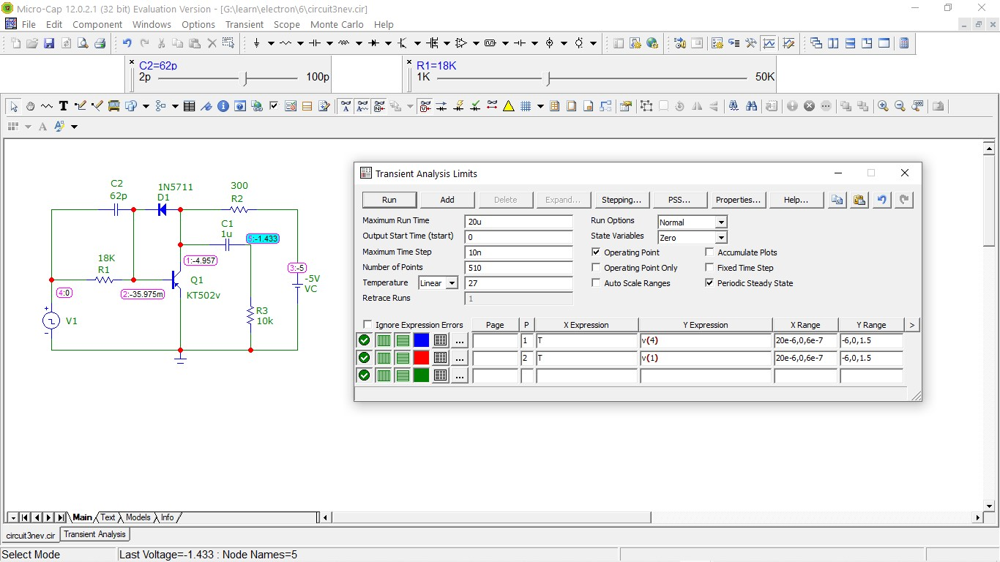 Micro-Cap 12.0.2.1 (32 bit) Evaluation Version - [G:\learn\electron\6\circuit3nev.cir]
File Edit Component Windows Options Transient Scope Monte Carlo Help
C2=62p
2p 100p
R1=18K
1K 50K
C2
62p
1N5711
D1
300
R2
C1
1u
5:-1.433
18K
R1
1:-4.957
Q1
KT502v
2:-35.975m
3:-5
-5V
VC
4:0
+
V1
-
R3
10k
Transient Analysis Limits
Run Add Delete Expand... Stepping... PSS... Properties... Help...
Maximum Run Time 20u Run Options Normal
Output Start Time (tstart) 0 State Variables Zero
Maximum Time Step 10n Operating Point Accumulate Plots
Number of Points 510 Operating Point Only Fixed Time Step
Temperature Linear 27 Auto Scale Ranges Periodic Steady State
Retrace Runs 1
Ignore Expression Errors Page P X Expression Y Expression X Range Y Range >
... 1 T v(4) 20e-6,0,6e-7 -6,0,1.5
... 2 T v(1) 20e-6,0,6e-7 -6,0,1.5
...
Main Text Models Info
circuit3nev.cir Transient Analysis
Select Mode Last Voltage=-1.433 : Node Names=5